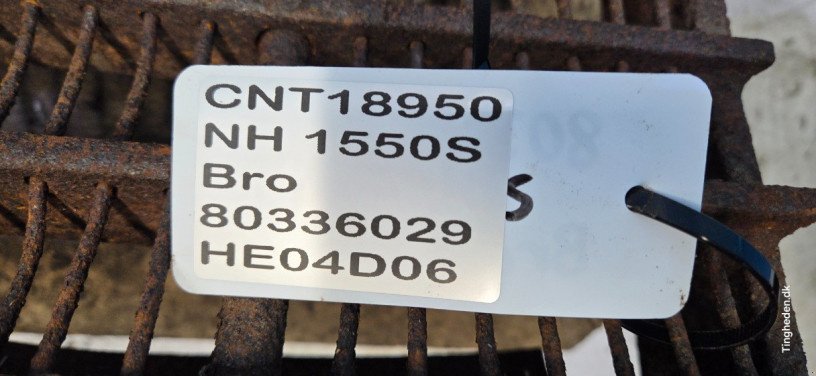 CNT18950
NH 1550S
Bro
80336029
HE04D06
S
Tingheden.dk